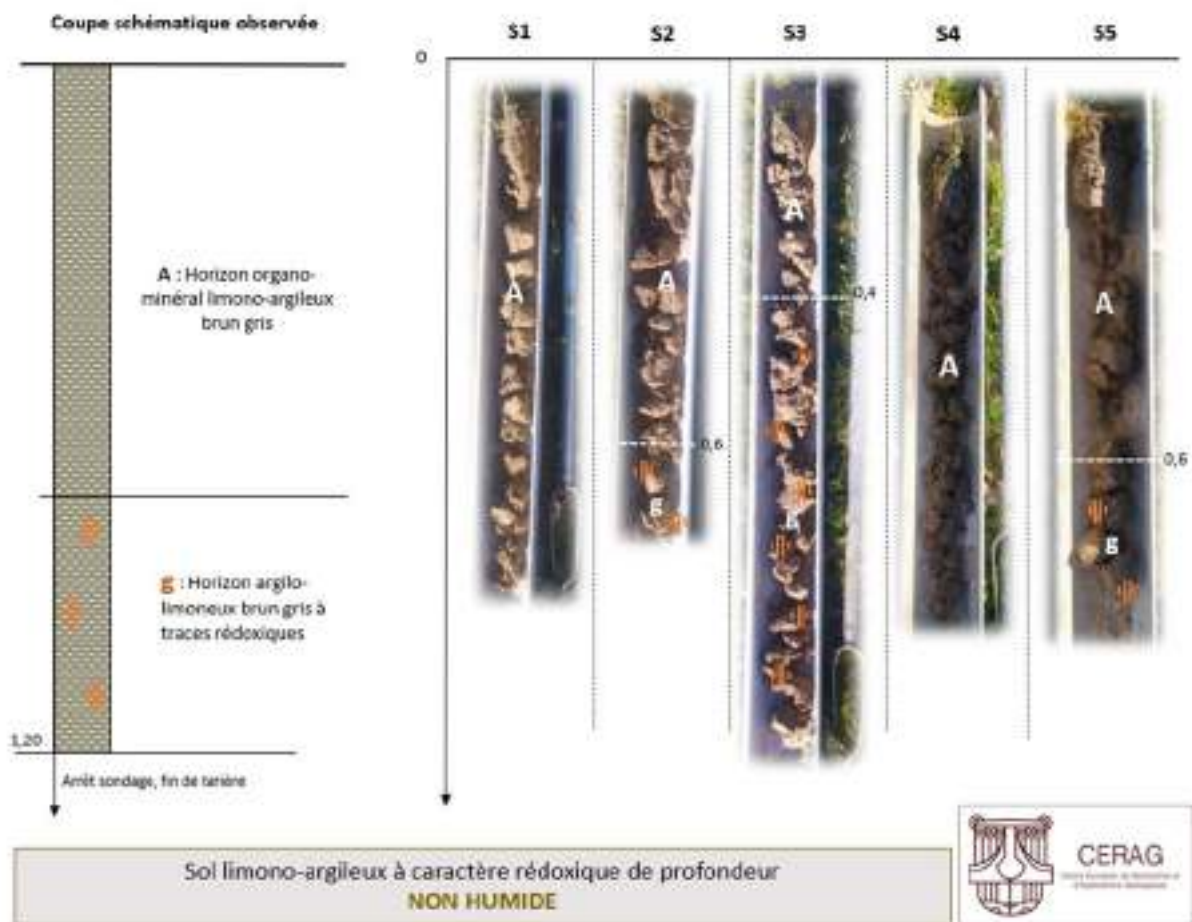 Coupe schématique observée
S1
S2
S3
S4
S5
0
A : Horizon organo-
minéral limono-argileux
brun gris
A
A
A
A
A
0,4
0,6
0,6
g
g
g
g : Horizon argilo-
limoneux brun gris à
traces rédoxiques
1,20
Arrêt sondage, fin de tarière
Sol limono-argileux à caractère rédoxique de profondeur
NON HUMIDE
CERAG